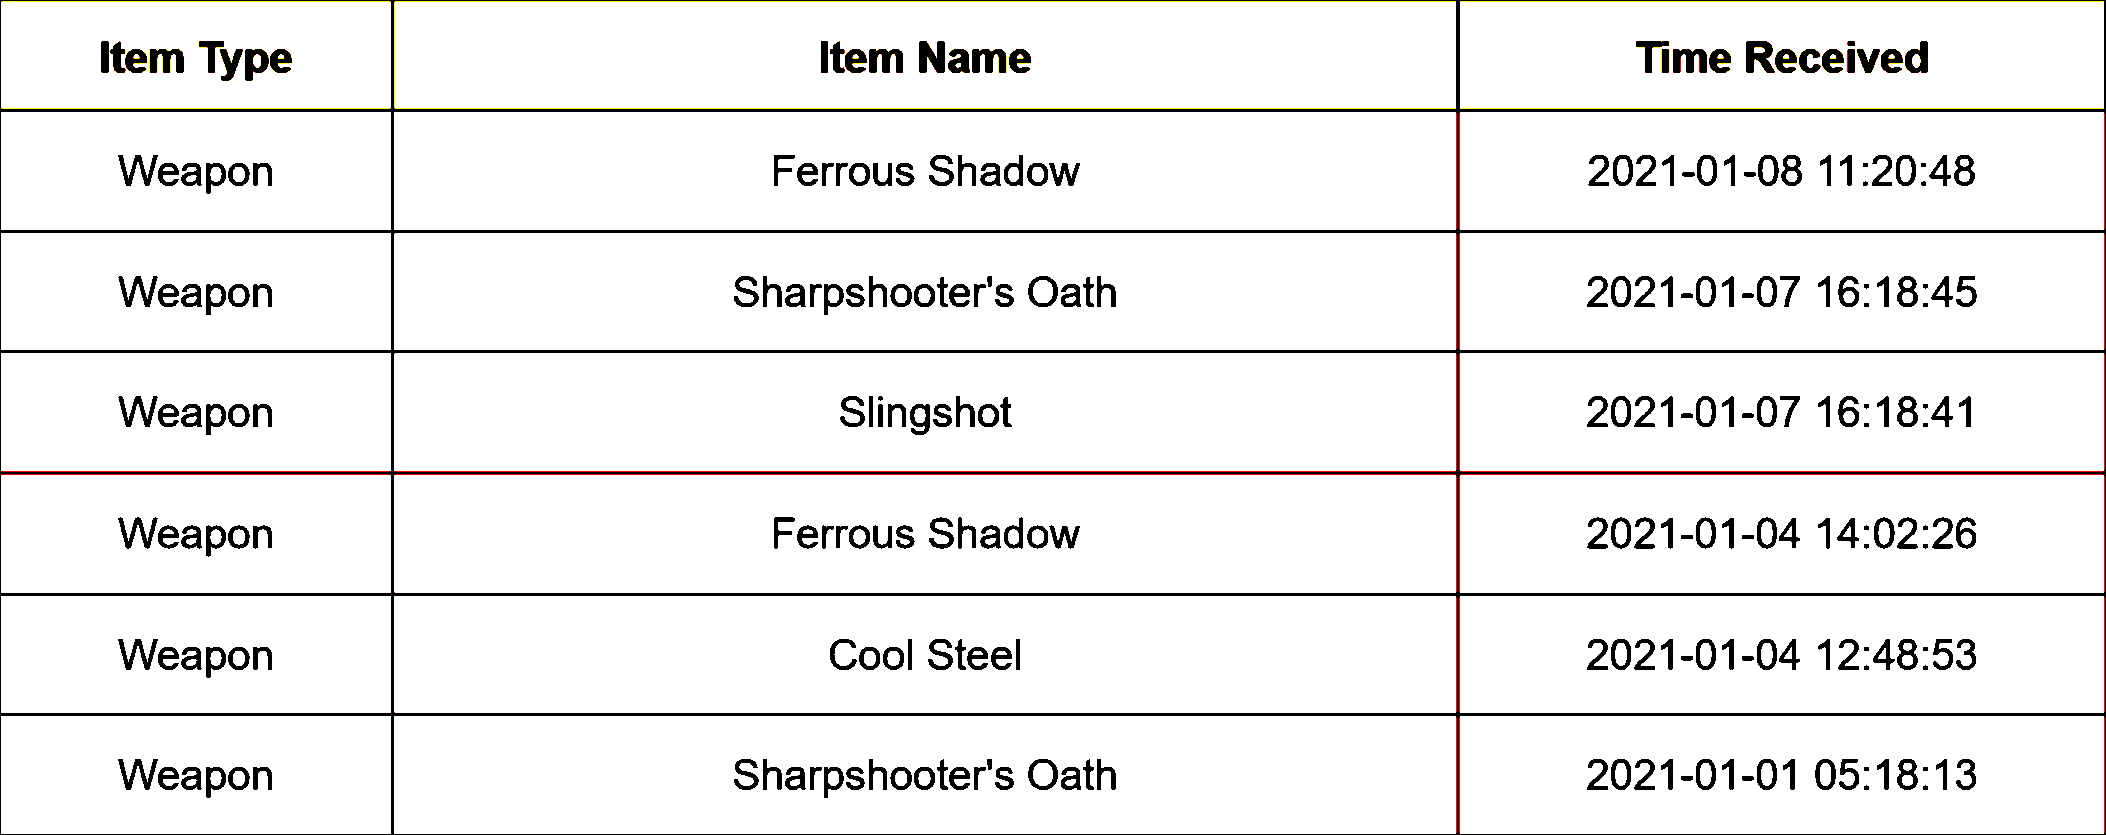 Item Type Item Name Time Received
Weapon Ferrous Shadow 2021-01-08 11:20:48
Weapon Sharpshooter's Oath 2021-01-07 16:18:45
Weapon Slingshot 2021-01-07 16:18:41
Weapon Ferrous Shadow 2021-01-04 14:02:26
Weapon Cool Steel 2021-01-04 12:48:53
Weapon Sharpshooter's Oath 2021-01-01 05:18:13